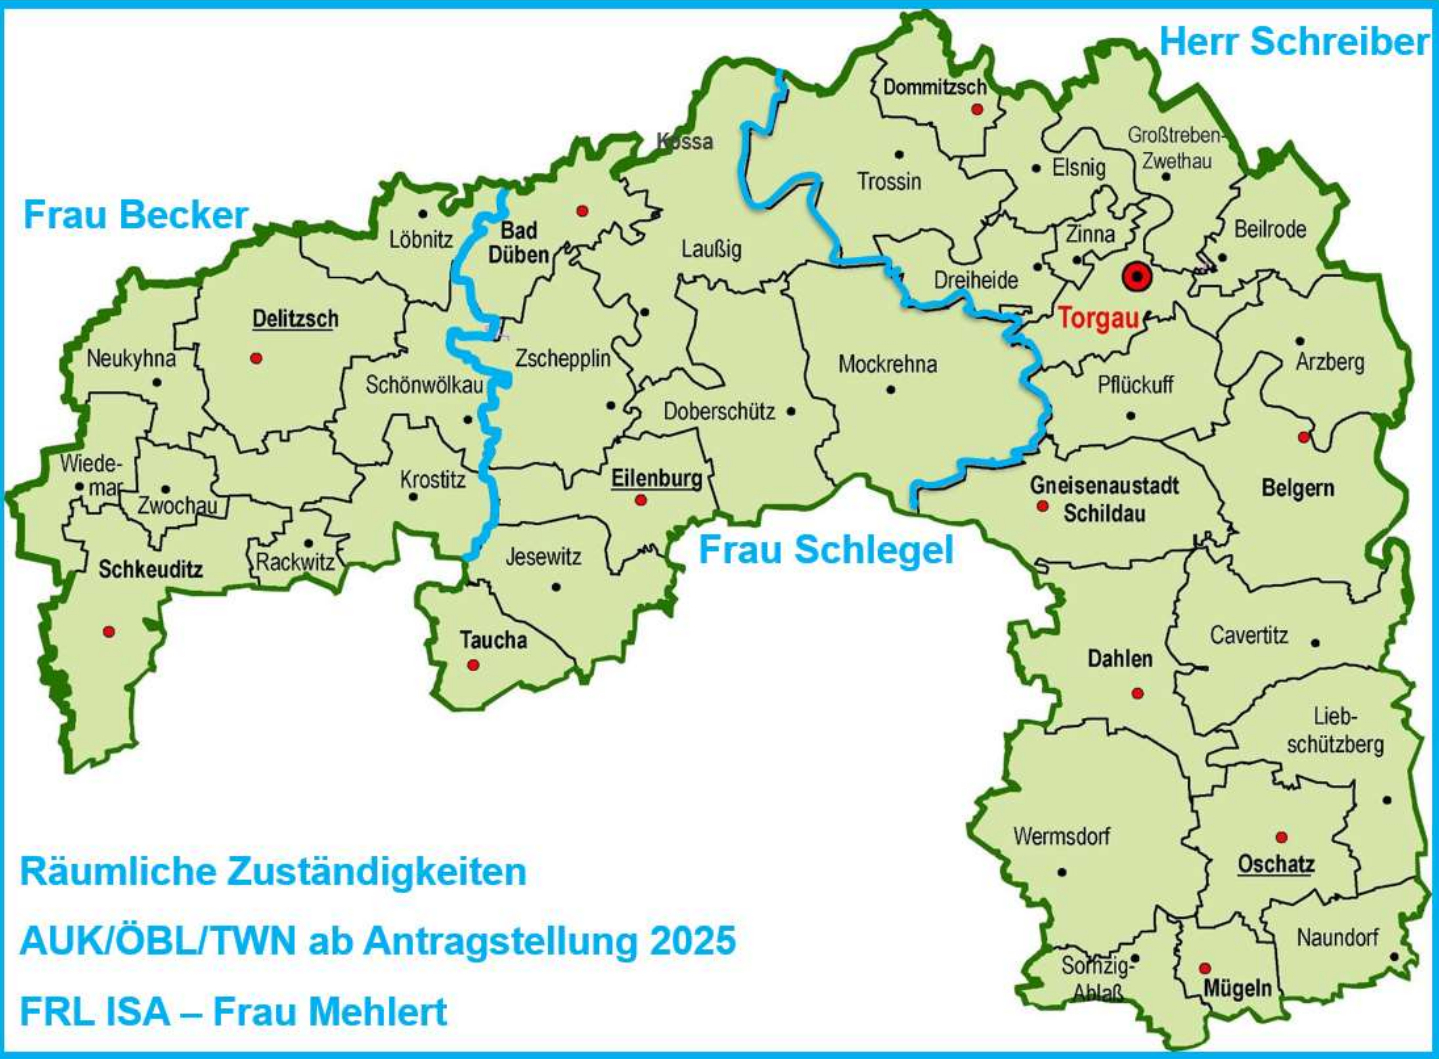 Herr Schreiber
Dommitzsch
Kossa
Großtreben-
Zwethau
Elsnig
Trossin
Frau Becker
Löbnitz
Bad
Düben
Laußig
Zinna
Beilrode
Dreiheide
Delitzsch
Torgau
Neukyhna
Zschepplin
Schönwölkau
Mockrehna
Pflückuff
Arzberg
Doberschütz
Wiede-
mar
Zwochau
Krostitz
Eilenburg
Gneisenaustadt
Schildau
Belgern
Schkeuditz
Rackwitz
Jesewitz
Frau Schlegel
Taucha
Cavertitz
Dahlen
Lieb-
schützberg
Wermsdorf
Oschatz
Naundorf
Sornzig-
Ablaß
Mügeln
Räumliche Zuständigkeiten
AUK/ÖBL/TWN ab Antragstellung 2025
FRL ISA – Frau Mehlert